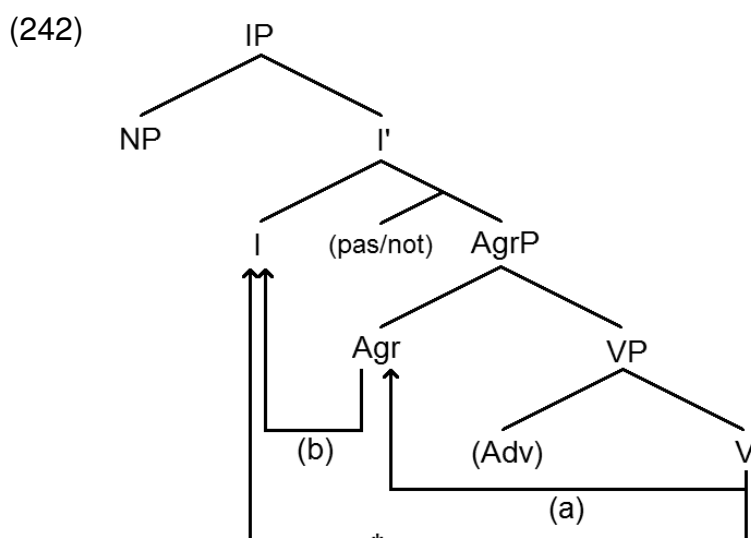 (242)
IP
NP
I'
I
(pas/not)
AgrP
Agr
VP
(b)
(Adv)
V
(a)
*